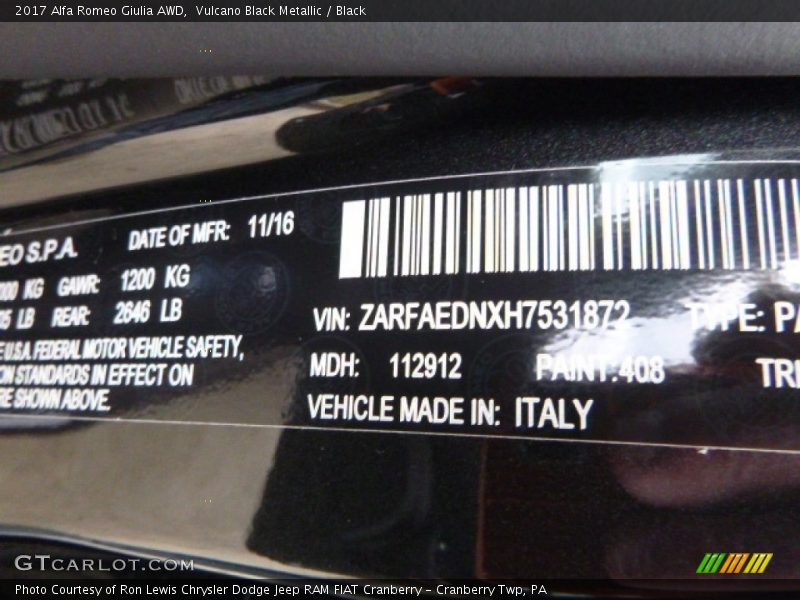 2017 Alfa Romeo Giulia AWD,  Vulcano Black Metallic / Black
EO S.P.A.
DATE OF MFR: 11/16
KG GAWR: 1200 KG
LB REAR: 2646 LB
U.S.A. FEDERAL MOTOR VEHICLE SAFETY,
ON STANDARDS IN EFFECT ON
RE SHOWN ABOVE.
VIN: ZARFAEDNXH7531872 TYPE: PA
MDH: 112912 PAINT: 408 TRI
VEHICLE MADE IN: ITALY
GTCARLOT.COM
Photo Courtesy of Ron Lewis Chrysler Dodge Jeep RAM FIAT Cranberry – Cranberry Twp, PA